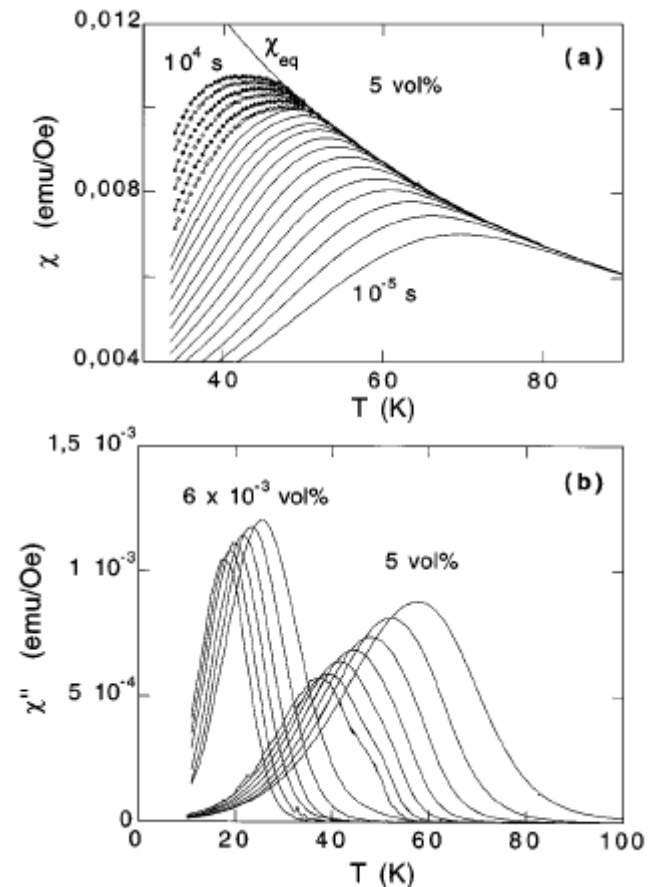 0,012
χeq
(a)
10⁴ s
5 vol%
0,010
χ (emu/Oe)
0,008
10⁻⁵ s
0,004
40 60 80
T (K)
1,5 10⁻³
(b)
6 x 10⁻³ vol%
5 vol%
1 10⁻³
χ" (emu/Oe)
5 10⁻⁴
0
0 20 40 60 80 100
T (K)